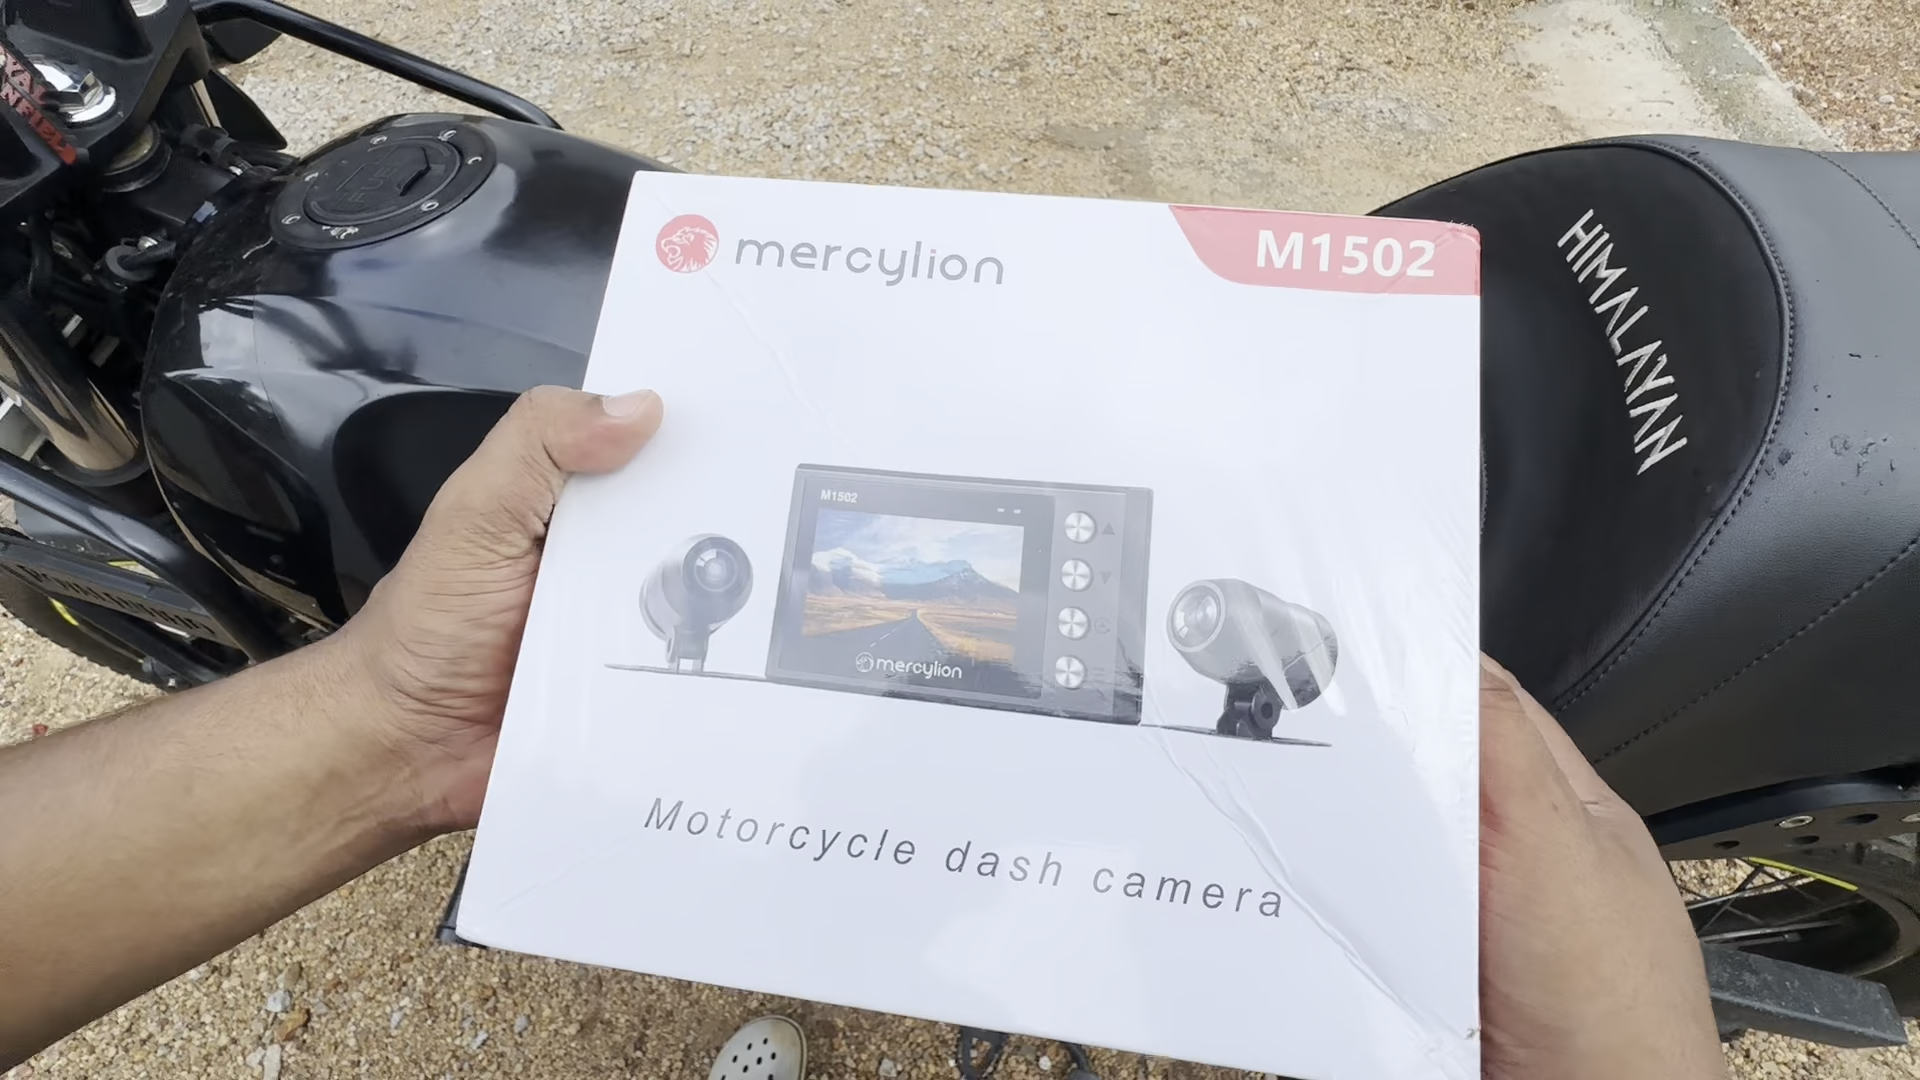 mercylion
M1502
HIMALAYAN
M1502
mercylion
Motorcycle dash camera